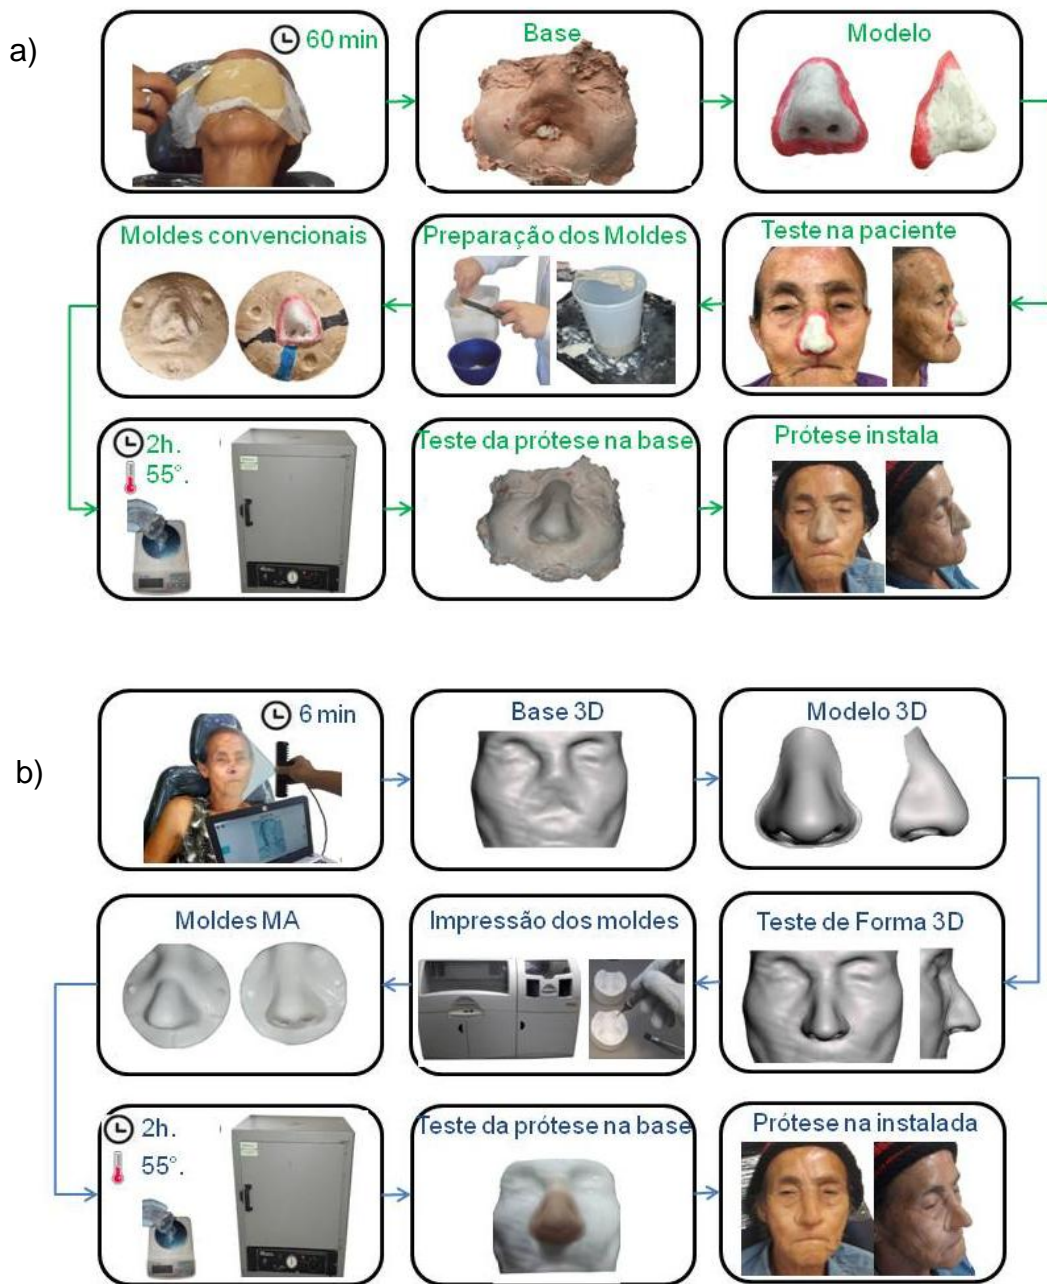 a)
60 min
Base
Modelo
Moldes convencionais
Preparação dos Moldes
Teste na paciente
2h.
55°.
Teste da prótese na base
Prótese instala
b)
6 min
Base 3D
Modelo 3D
Moldes MA
Impressão dos moldes
Teste de Forma 3D
2h.
55°.
Teste da prótese na base
Prótese na instalada